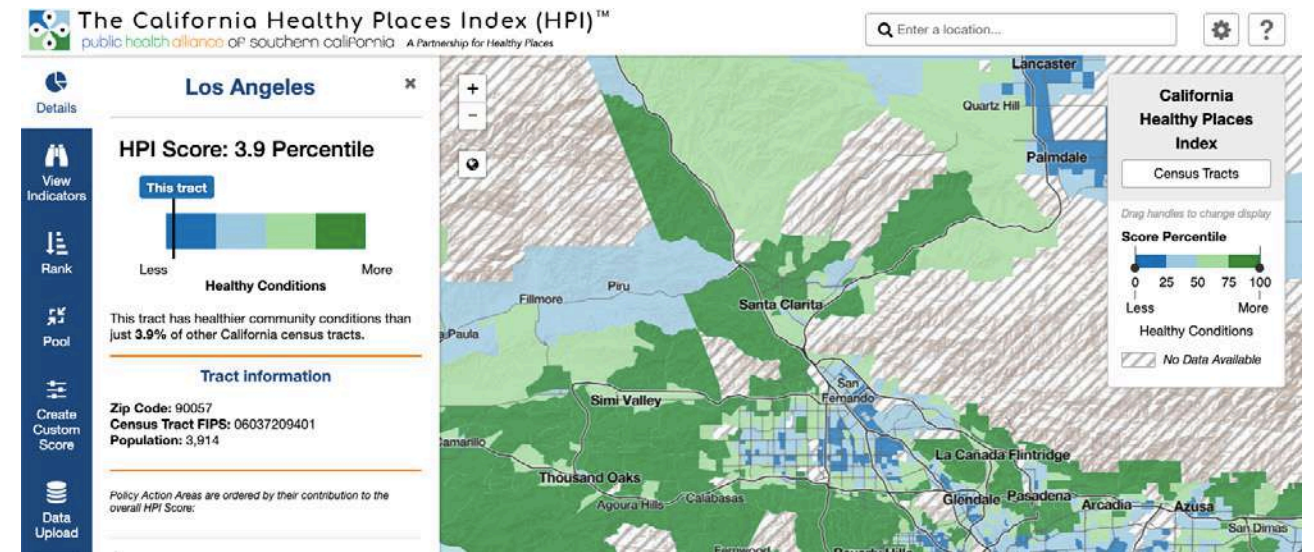 The California Healthy Places Index (HPI)™
public health alliance of southern california A Partnership for Healthy Places
Enter a location...
?
Details
View
Indicators
Rank
Pool
Create
Custom
Score
Data
Upload
Los Angeles
×
HPI Score: 3.9 Percentile
This tract
Less
More
Healthy Conditions
This tract has healthier community conditions than
just 3.9% of other California census tracts.
Tract information
Zip Code: 90057
Census Tract FIPS: 06037209401
Population: 3,914
Policy Action Areas are ordered by their contribution to the
overall HPI Score:
+
−
Lancaster
Quartz Hill
Palmdale
Piru
Fillmore
Santa Clarita
a Paula
San
Fernando
Simi Valley
Camarillo
La Cañada Flintridge
Thousand Oaks
Agoura Hills
Calabasas
Glendale
Pasadena
Arcadia
Azusa
San Dimas
Fernwood
Beverly Hills
California
Healthy Places
Index
Census Tracts
Drag handles to change display
Score Percentile
0 25 50 75 100
Less More
Healthy Conditions
No Data Available